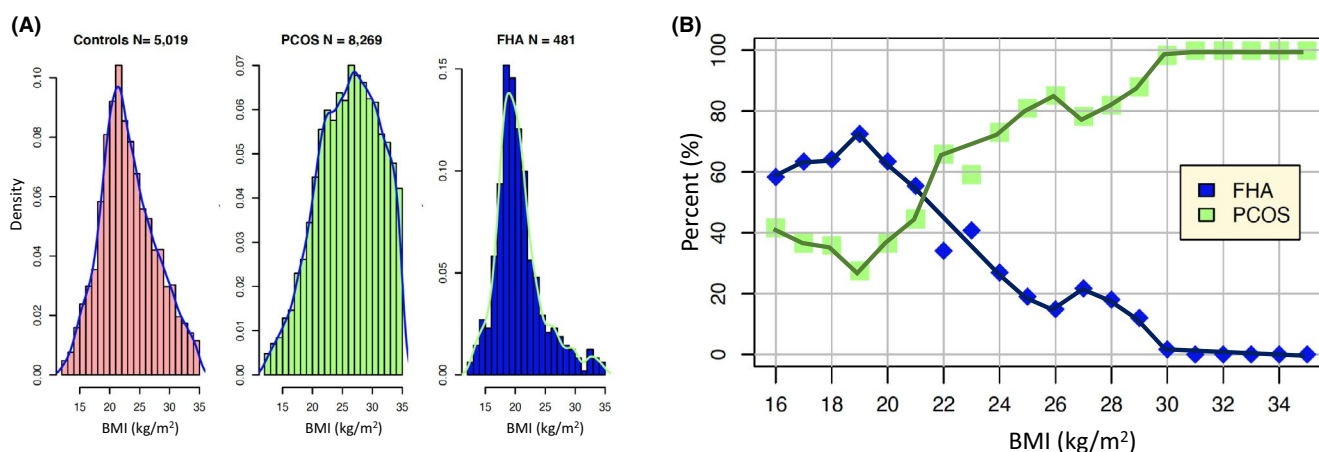 (A)
Controls N= 5,019
PCOS N = 8,269
FHA N = 481
Density
0.00 0.02 0.04 0.06 0.08 0.10
15 20 25 30 35
BMI (kg/m²)
0.00 0.01 0.02 0.03 0.04 0.05 0.06 0.07
15 20 25 30 35
BMI (kg/m²)
0.00 0.05 0.10 0.15
15 20 25 30 35
BMI (kg/m²)
(B)
Percent (%)
100
80
60
40
20
0
FHA
PCOS
16 18 20 22 24 26 28 30 32 34
BMI (kg/m²)